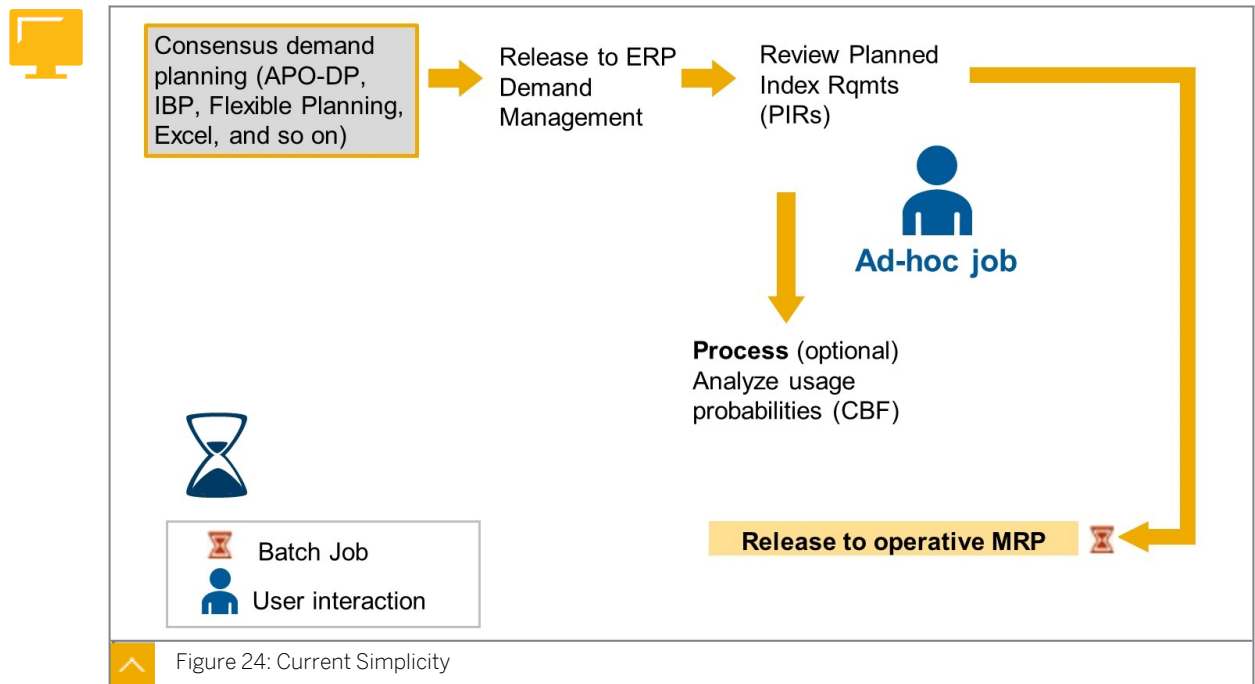 Consensus demand
planning (APO-DP,
IBP, Flexible Planning,
Excel, and so on)
Release to ERP
Demand
Management
Review Planned
Index Rqmts
(PIRs)
Ad-hoc job
Process (optional)
Analyze usage
probabilities (CBF)
Release to operative MRP
Batch Job
User interaction
Figure 24: Current Simplicity